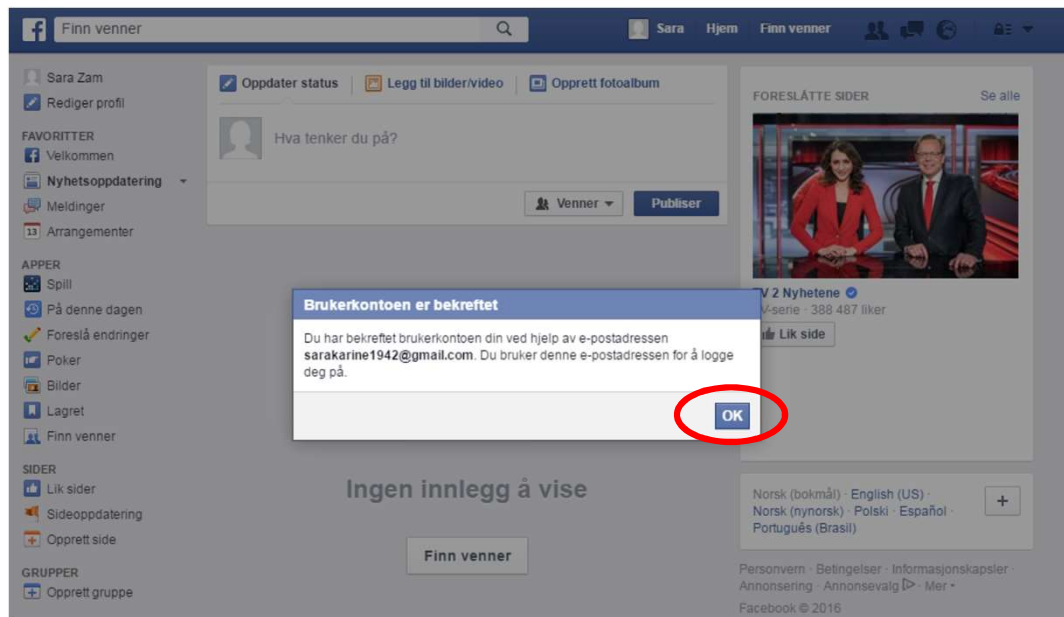 Finn venner
Sara Hjem Finn venner
Sara Zam
Rediger profil
FAVORITTER
Velkommen
Nyhetsoppdatering
Meldinger
13 Arrangementer
APPER
Spill
På denne dagen
Foreslå endringer
Poker
Bilder
Lagret
Finn venner
SIDER
Lik sider
Sideoppdatering
Opprett side
GRUPPER
Opprett gruppe
Oppdater status Legg til bilder/video Opprett fotoalbum
Hva tenker du på?
Venner Publiser
Brukerkontoen er bekreftet
Du har bekreftet brukerkontoen din ved hjelp av e-postadressen
sarakarine1942@gmail.com. Du bruker denne e-postadressen for å logge
deg på.
OK
Ingen innlegg å vise
Finn venner
FORESLÅTTE SIDER Se alle
TV 2 Nyhetene
TV-serie · 388 487 liker
Lik side
Norsk (bokmål) · English (US) ·
Norsk (nynorsk) · Polski · Español ·
Português (Brasil)
Personvern · Betingelser · Informasjonskapsler ·
Annonsering · Annonsevalg · Mer
Facebook © 2016